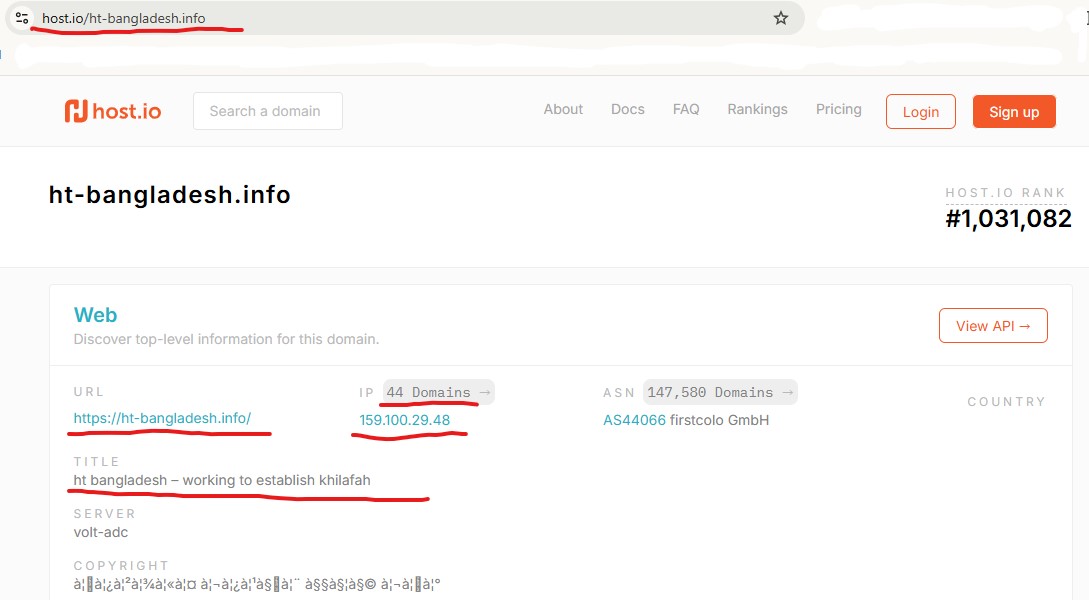 host.io/ht-bangladesh.info
host.io
Search a domain
About
Docs
FAQ
Rankings
Pricing
Login
Sign up
ht-bangladesh.info
HOST.IO RANK
#1,031,082
Web
Discover top-level information for this domain.
View API →
URL
https://ht-bangladesh.info/
IP 44 Domains →
159.100.29.48
ASN 147,580 Domains →
AS44066 firstcolo GmbH
COUNTRY
TITLE
ht bangladesh – working to establish khilafah
SERVER
volt-adc
COPYRIGHT